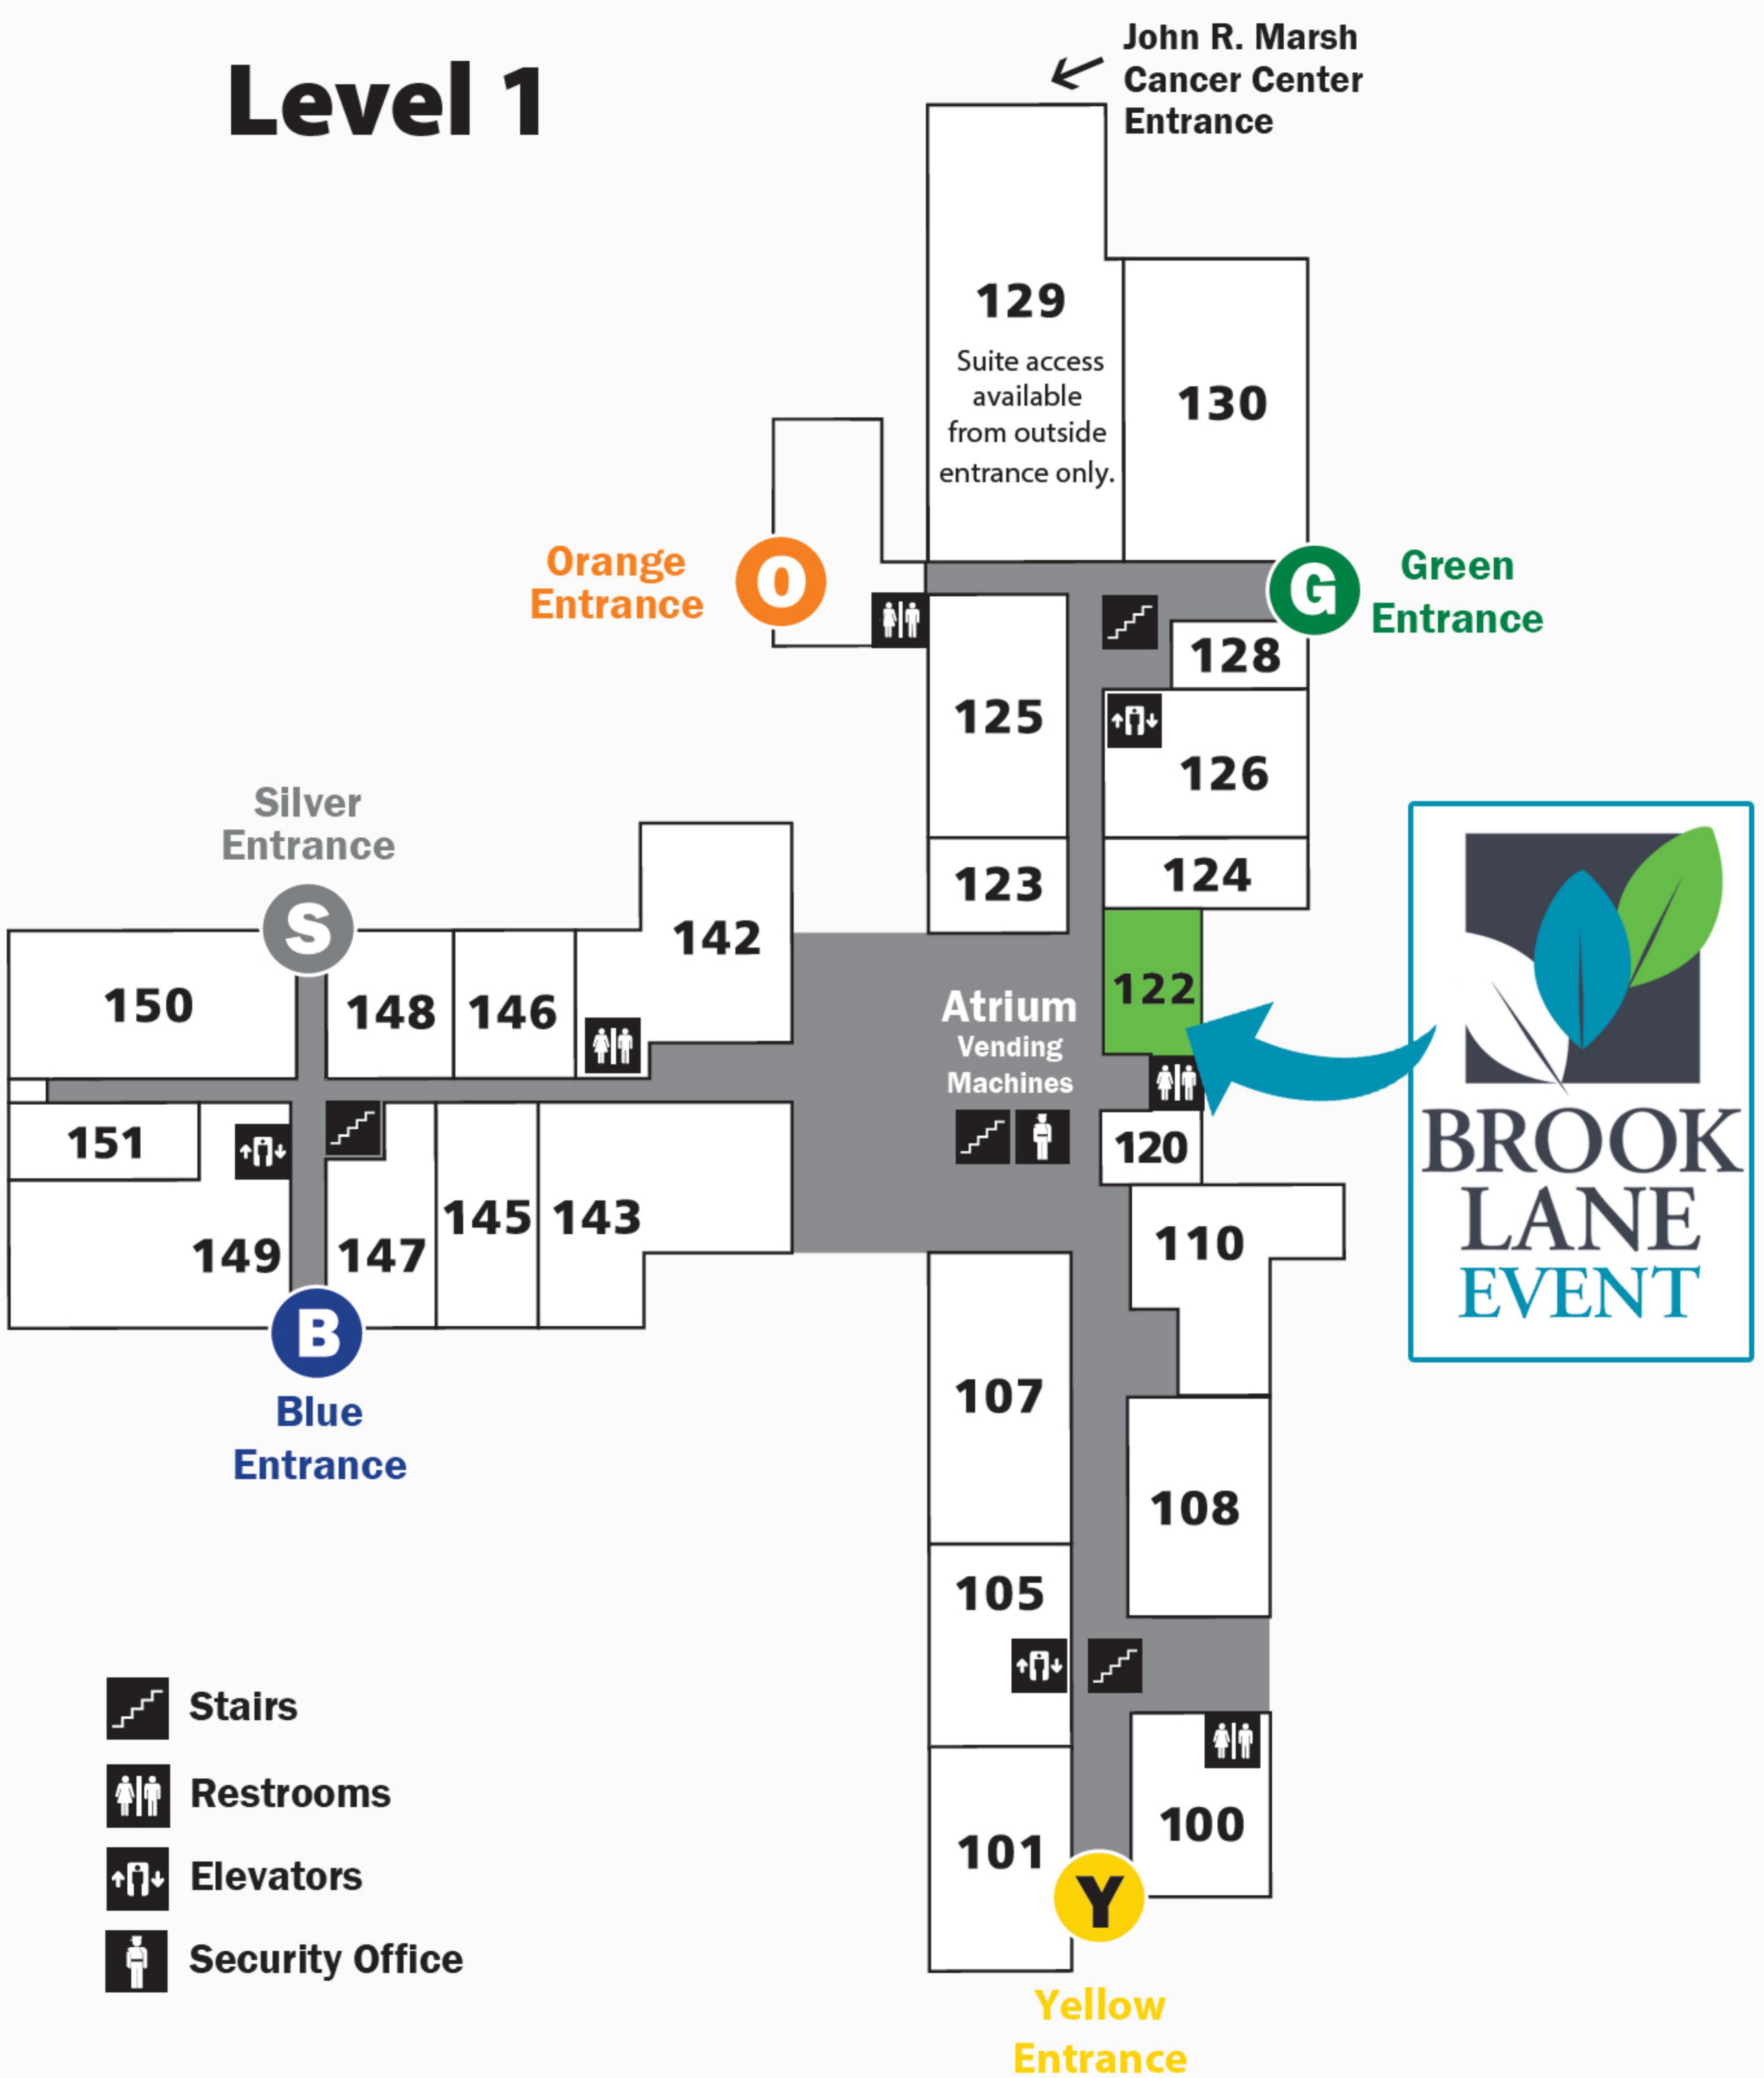 Level 1
John R. Marsh
Cancer Center
Entrance
129
Suite access
available
from outside
entrance only.
130
Orange
Entrance
O
G
Green
Entrance
128
125
126
Silver
Entrance
S
123
124
142
122
150
148
146
Atrium
Vending
Machines
151
120
149
147
145
143
110
BROOK
LANE
EVENT
B
Blue
Entrance
107
108
105
Stairs
Restrooms
Elevators
Security Office
101
100
Y
Yellow
Entrance